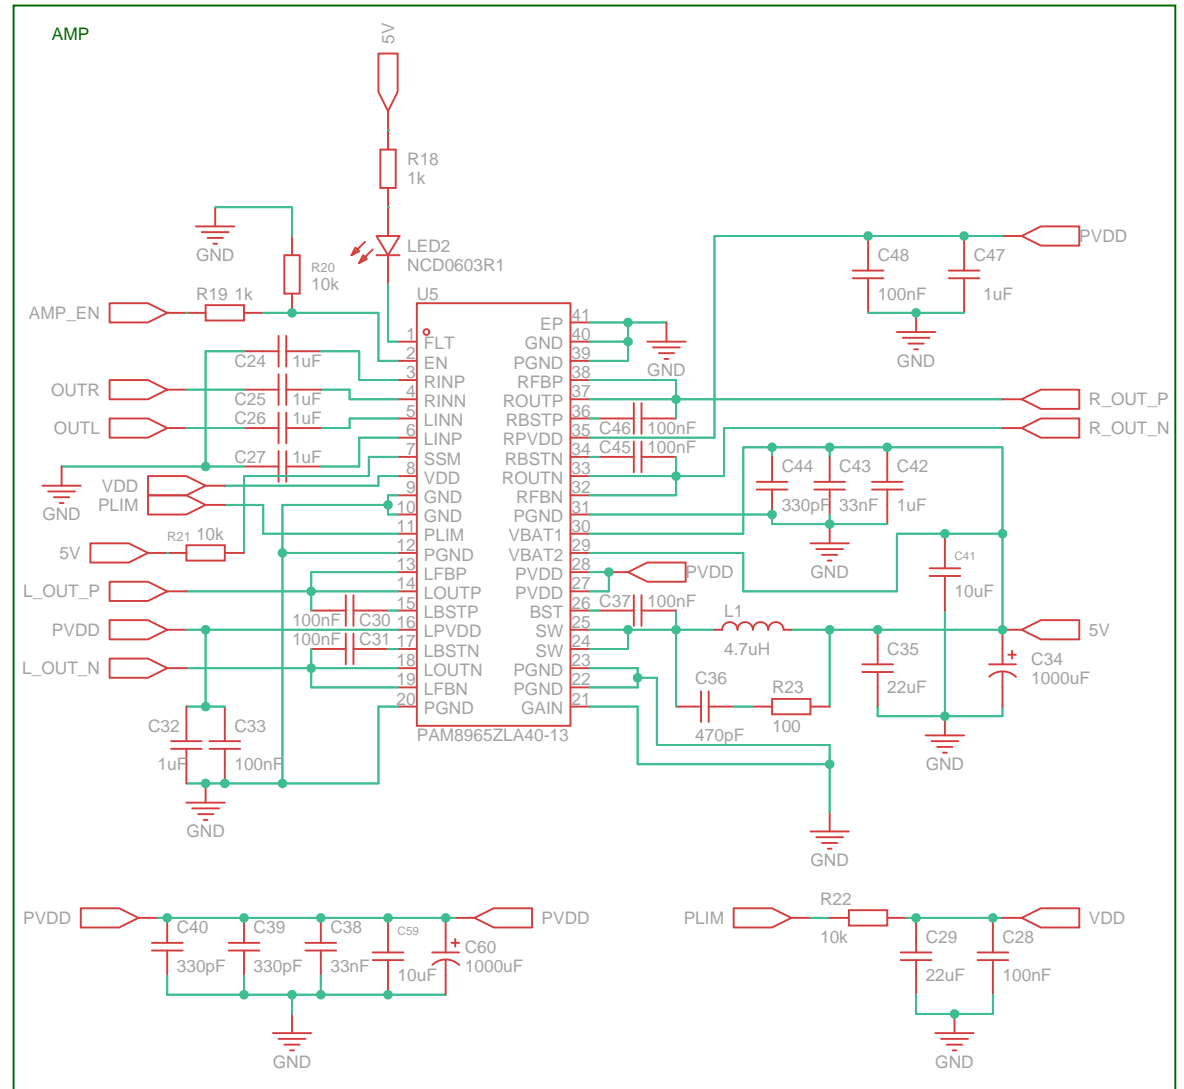 AMP
5V
R18
1k
LED2
NCD0603R1
GND
R20
10k
R19 1k
AMP_EN
U5
C24
1uF
OUTR
C25
1uF
OUTL
C26
1uF
C27
1uF
GND
VDD
PLIM
R21 10k
5V
L_OUT_P
100nF C30
PVDD
100nF C31
L_OUT_N
C32
1uF
C33
100nF
GND
1 FLT
2 EN
3 RINP
4 RINN
5 LINN
6 LINP
7 SSM
8 VDD
9 GND
10 GND
11 PLIM
12 PGND
13 LFBP
14 LOUTP
15 LBSTP
16 LPVDD
17 LBSTN
18 LOUTN
19 LFBN
20 PGND
EP 41
GND 40
PGND 39
RFBP 38
ROUTP 37
RBSTP 36
RPVDD 35
RBSTN 34
ROUTN 33
RFBN 32
PGND 31
VBAT1 30
VBAT2 29
PVDD 28
PVDD 27
BST 26
SW 25
SW 24
PGND 23
PGND 22
GAIN 21
PAM8965ZLA40-13
GND
C46 100nF
C45 100nF
PVDD
C48
100nF
C47
1uF
GND
R_OUT_P
R_OUT_N
C44
330pF
C43
33nF
C42
1uF
GND
C41
10uF
PVDD
C37 100nF
L1
4.7uH
5V
C35
22uF
C34
1000uF
+
C36
470pF
R23
100
GND
GND
PVDD
C40
330pF
C39
330pF
C38
33nF
C59
10uF
C60
1000uF
+
PVDD
GND
PLIM
R22
10k
C29
22uF
C28
100nF
VDD
GND